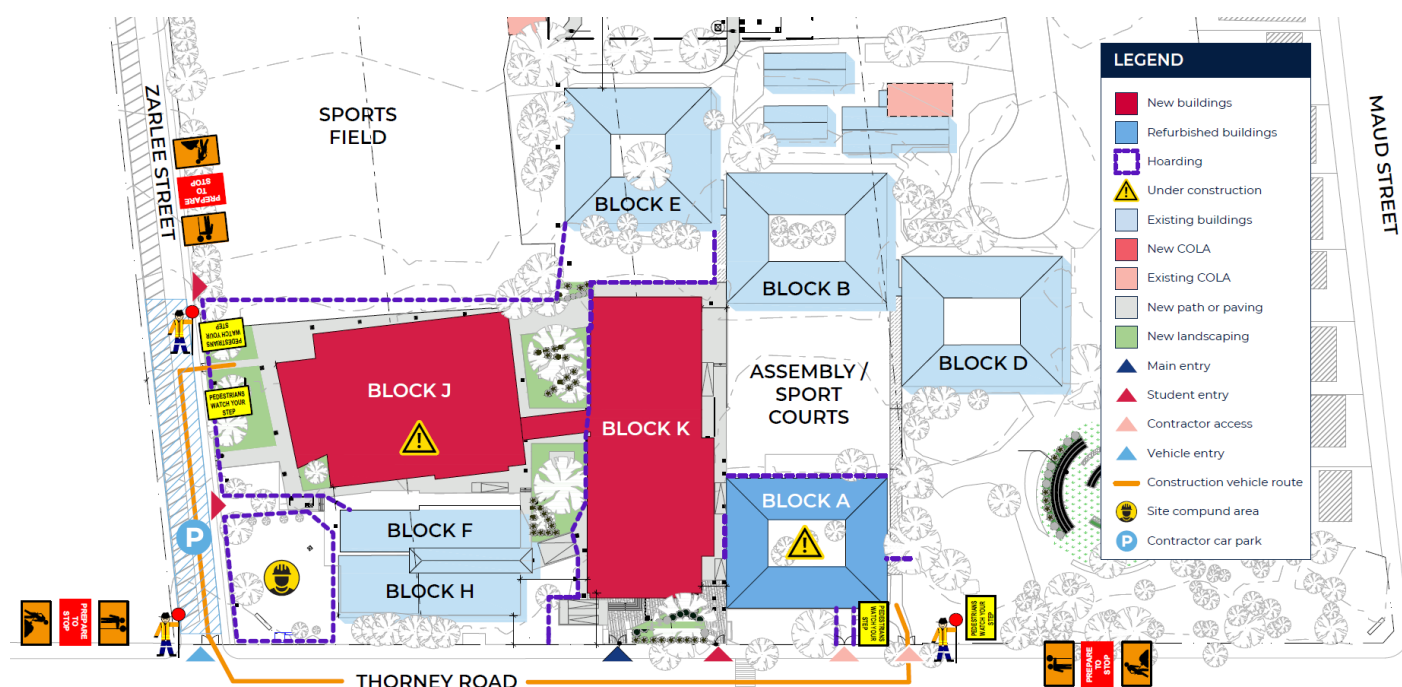 ZARLEE STREET
SPORTS
FIELD
PREPARE
TO
STOP
BLOCK E
BLOCK B
BLOCK D
MAUD STREET
PEDESTRIANS
WATCH YOUR
STEP
PEDESTRIANS
WATCH YOUR
STEP
BLOCK J
BLOCK K
ASSEMBLY /
SPORT
COURTS
BLOCK A
BLOCK F
BLOCK H
P
PREPARE
TO
STOP
PEDESTRIANS
WATCH YOUR
STEP
PEDESTRIANS
WATCH YOUR
STEP
PREPARE
TO
STOP
THORNEY ROAD
LEGEND
New buildings
Refurbished buildings
Hoarding
Under construction
Existing buildings
New COLA
Existing COLA
New path or paving
New landscaping
Main entry
Student entry
Contractor access
Vehicle entry
Construction vehicle route
Site compund area
P
Contractor car park